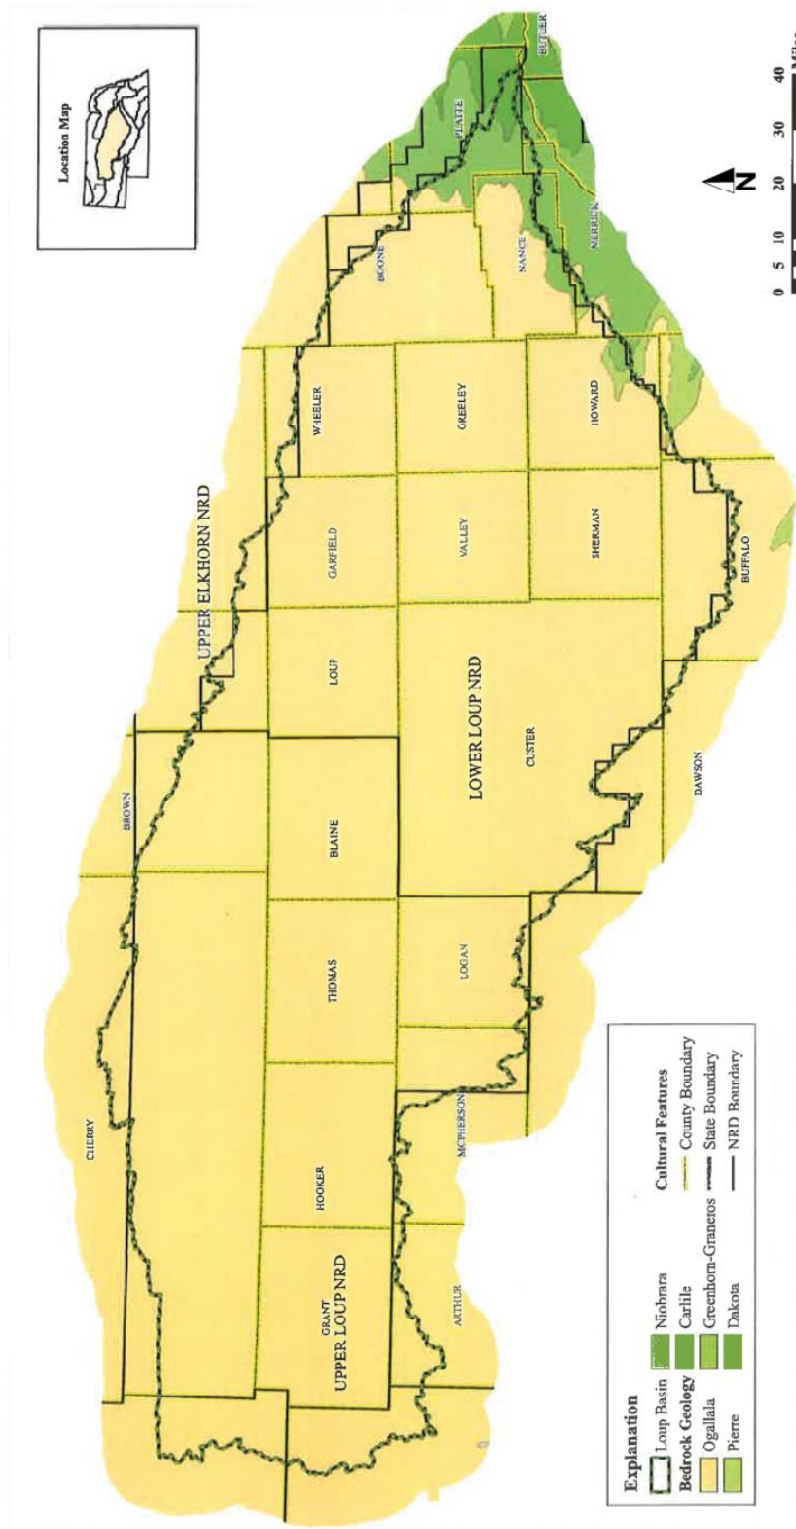 Location Map
CHERRY
BROWN
UPPER ELKHORN NRD
GRANT
UPPER LOUP NRD
HOOKER
THOMAS
BLAINE
LOUP
GARFIELD
WHEELER
BOONE
PLATTE
BUTLER
ARTHUR
MCPHERSON
LOGAN
LOWER LOUP NRD
CUSTER
VALLEY
GREELEY
NANCE
MERRICK
SHERMAN
HOWARD
DAWSON
BUFFALO
Explanation
Loup Basin
Bedrock Geology
Ogallala
Pierre
Niobrara
Carlile
Greenhorn-Graneros
Dakota
Cultural Features
County Boundary
State Boundary
NRD Boundary
N
0 5 10 20 30 40
Miles